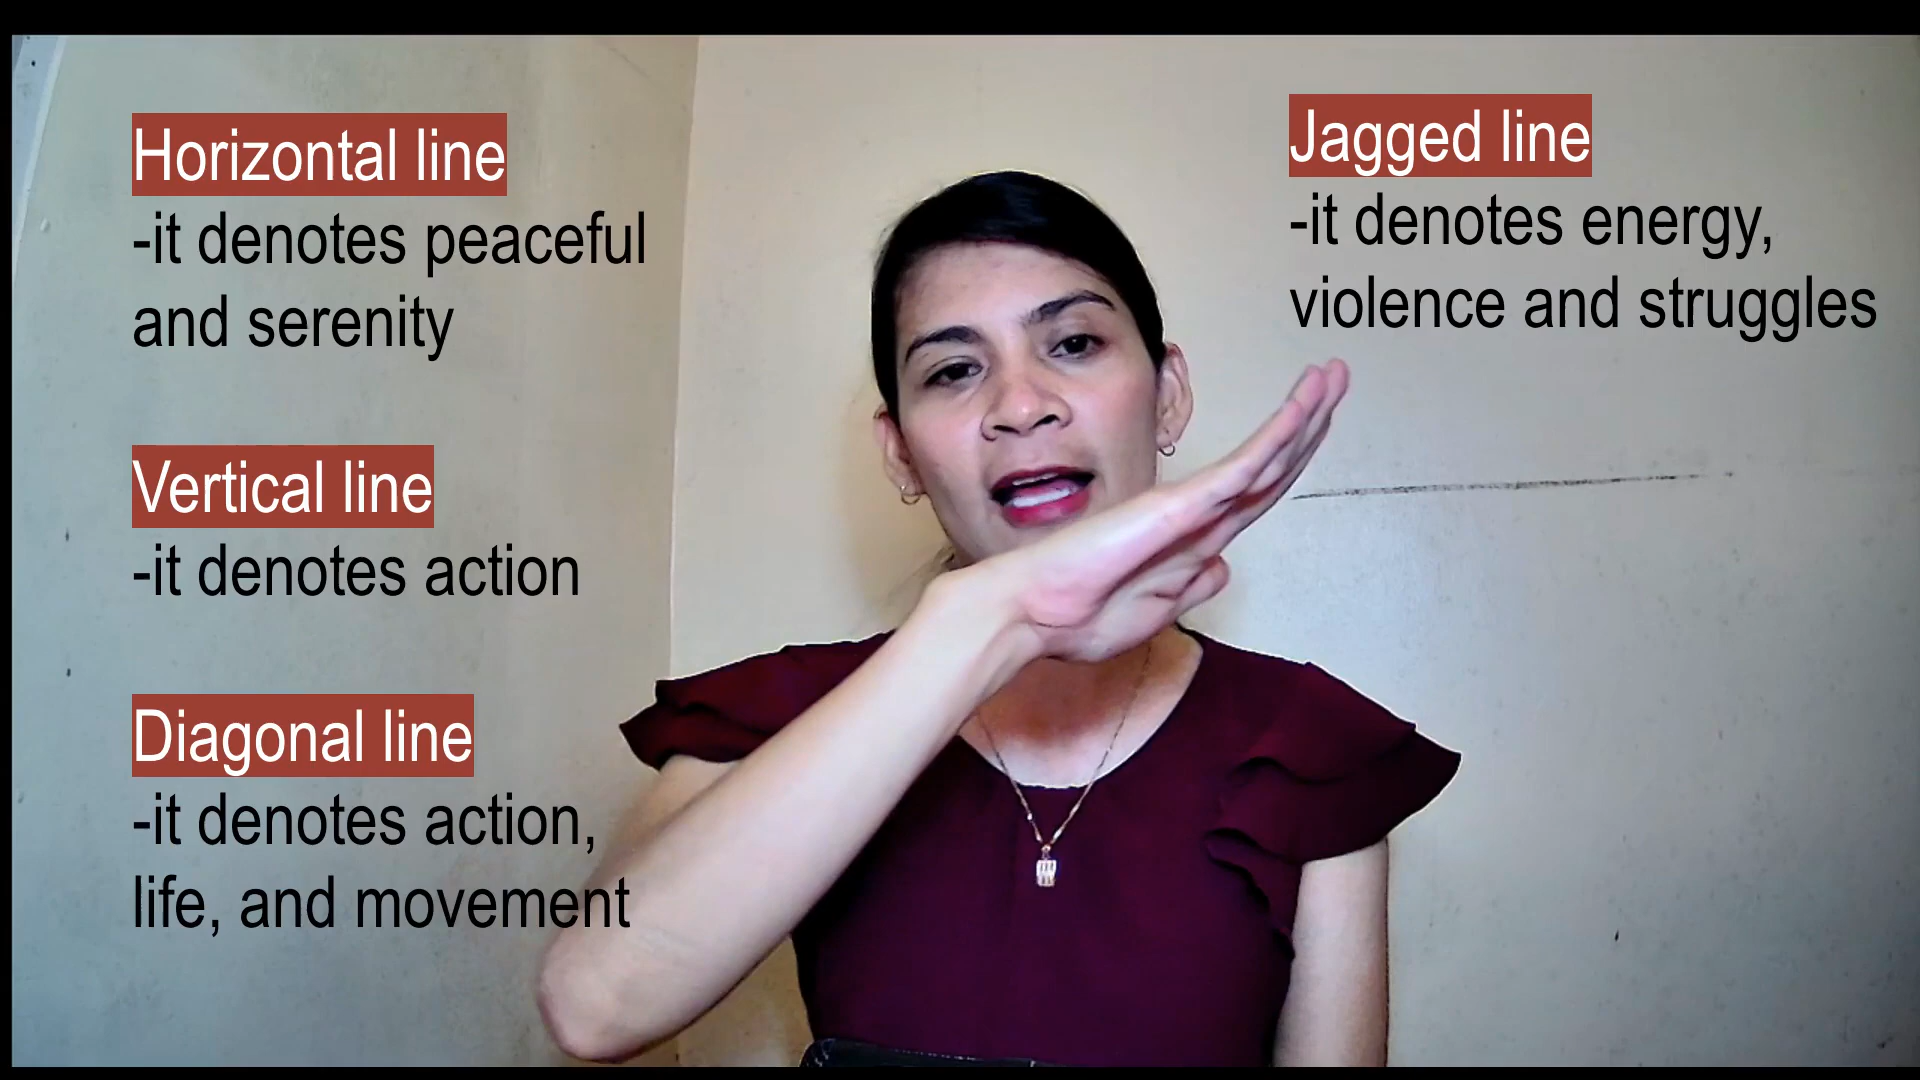 Horizontal line
-it denotes peaceful
and serenity
Vertical line
-it denotes action
Diagonal line
-it denotes action,
life, and movement
Jagged line
-it denotes energy,
violence and struggles